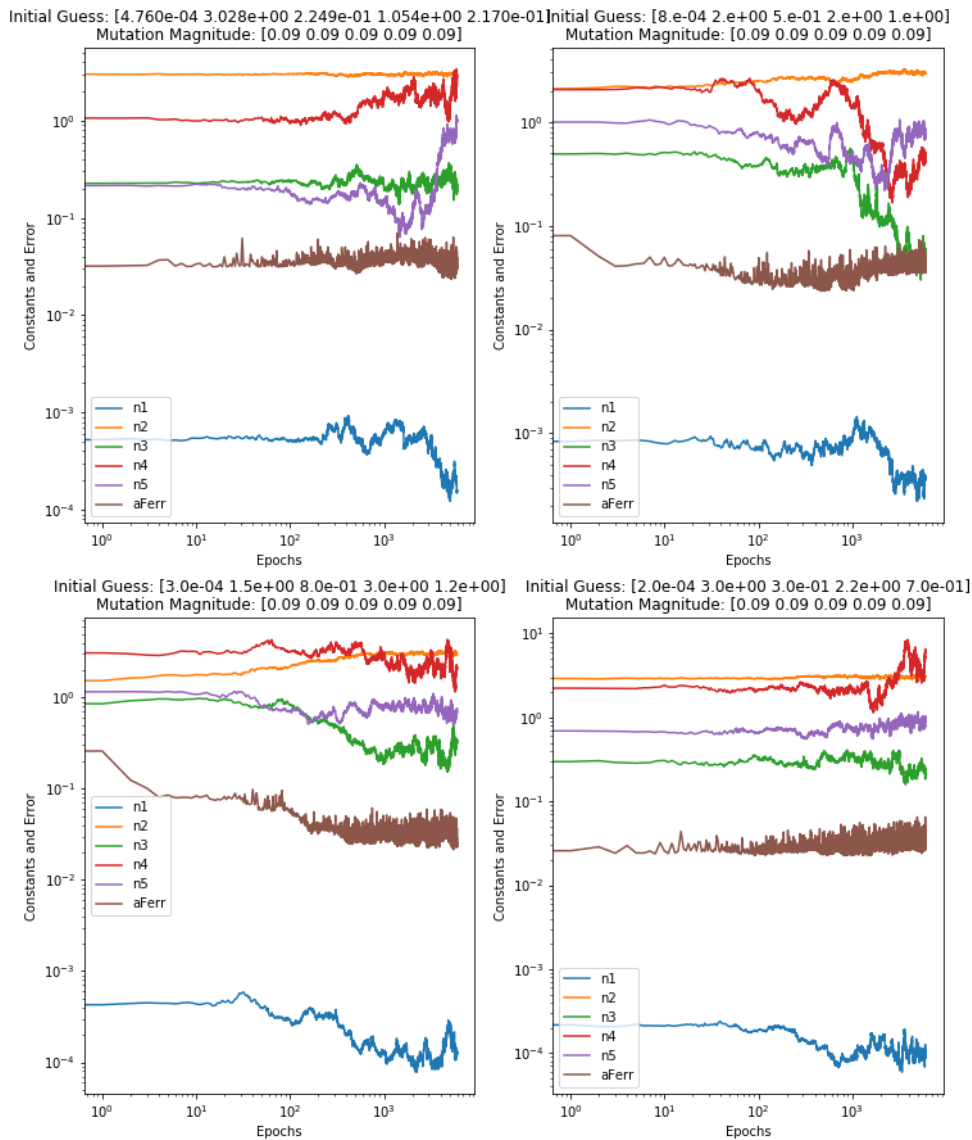 Initial Guess: [4.760e-04 3.028e+00 2.249e-01 1.054e+00 2.170e-01]
Mutation Magnitude: [0.09 0.09 0.09 0.09 0.09]
Constants and Error
10^0
10^-1
10^-2
10^-3
10^-4
n1
n2
n3
n4
n5
aFerr
10^0 10^1 10^2 10^3
Epochs
Initial Guess: [8.e-04 2.e+00 5.e-01 2.e+00 1.e+00]
Mutation Magnitude: [0.09 0.09 0.09 0.09 0.09]
Constants and Error
10^0
10^-1
10^-2
10^-3
n1
n2
n3
n4
n5
aFerr
10^0 10^1 10^2 10^3
Epochs
Initial Guess: [3.0e-04 1.5e+00 8.0e-01 3.0e+00 1.2e+00]
Mutation Magnitude: [0.09 0.09 0.09 0.09 0.09]
Constants and Error
10^0
10^-1
10^-2
10^-3
10^-4
n1
n2
n3
n4
n5
aFerr
10^0 10^1 10^2 10^3
Epochs
Initial Guess: [2.0e-04 3.0e+00 3.0e-01 2.2e+00 7.0e-01]
Mutation Magnitude: [0.09 0.09 0.09 0.09 0.09]
Constants and Error
10^1
10^0
10^-1
10^-2
10^-3
10^-4
n1
n2
n3
n4
n5
aFerr
10^0 10^1 10^2 10^3
Epochs